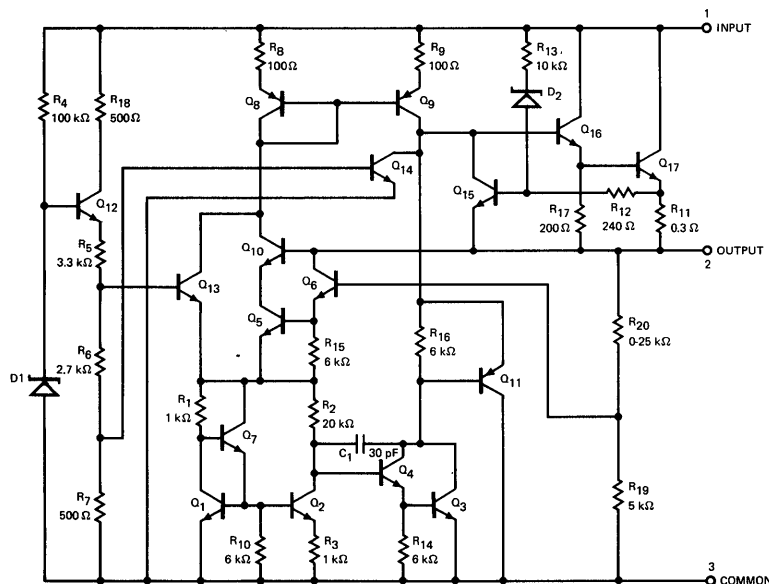 1
INPUT
R8
100Ω
R9
100Ω
R13
10 kΩ
R4
100 kΩ
R18
500Ω
Q8
Q9
D2
Q16
Q17
Q14
Q12
Q15
R17
200Ω
R12
240Ω
R11
0.3 Ω
R5
3.3 kΩ
Q10
OUTPUT
2
Q13
Q6
Q5
R20
0-25 kΩ
R15
6 kΩ
R16
6 kΩ
R6
2.7 kΩ
Q11
D1
R1
1 kΩ
R2
20 kΩ
Q7
C1
30 pF
Q4
R7
500Ω
Q1
Q2
Q3
R19
5 kΩ
R10
6 kΩ
R3
1 kΩ
R14
6 kΩ
3
COMMON